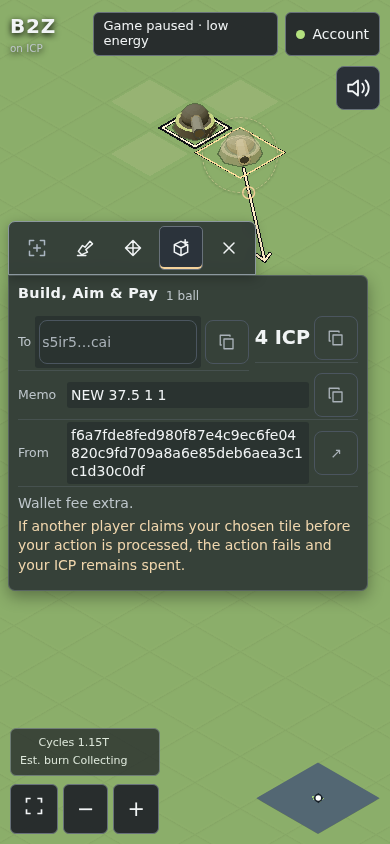 B2Z
on ICP
Game paused · low
energy
Account
Build, Aim & Pay 1 ball
To s5ir5...cai 4 ICP
Memo NEW 37.5 1 1
From f6a7fde8fed980f87e4c9ec6fe04
820c9fd709a8a6e85deb6aea3c1
c1d30c0df
Wallet fee extra.
If another player claims your chosen tile before
your action is processed, the action fails and
your ICP remains spent.
Cycles 1.15T
Est. burn Collecting